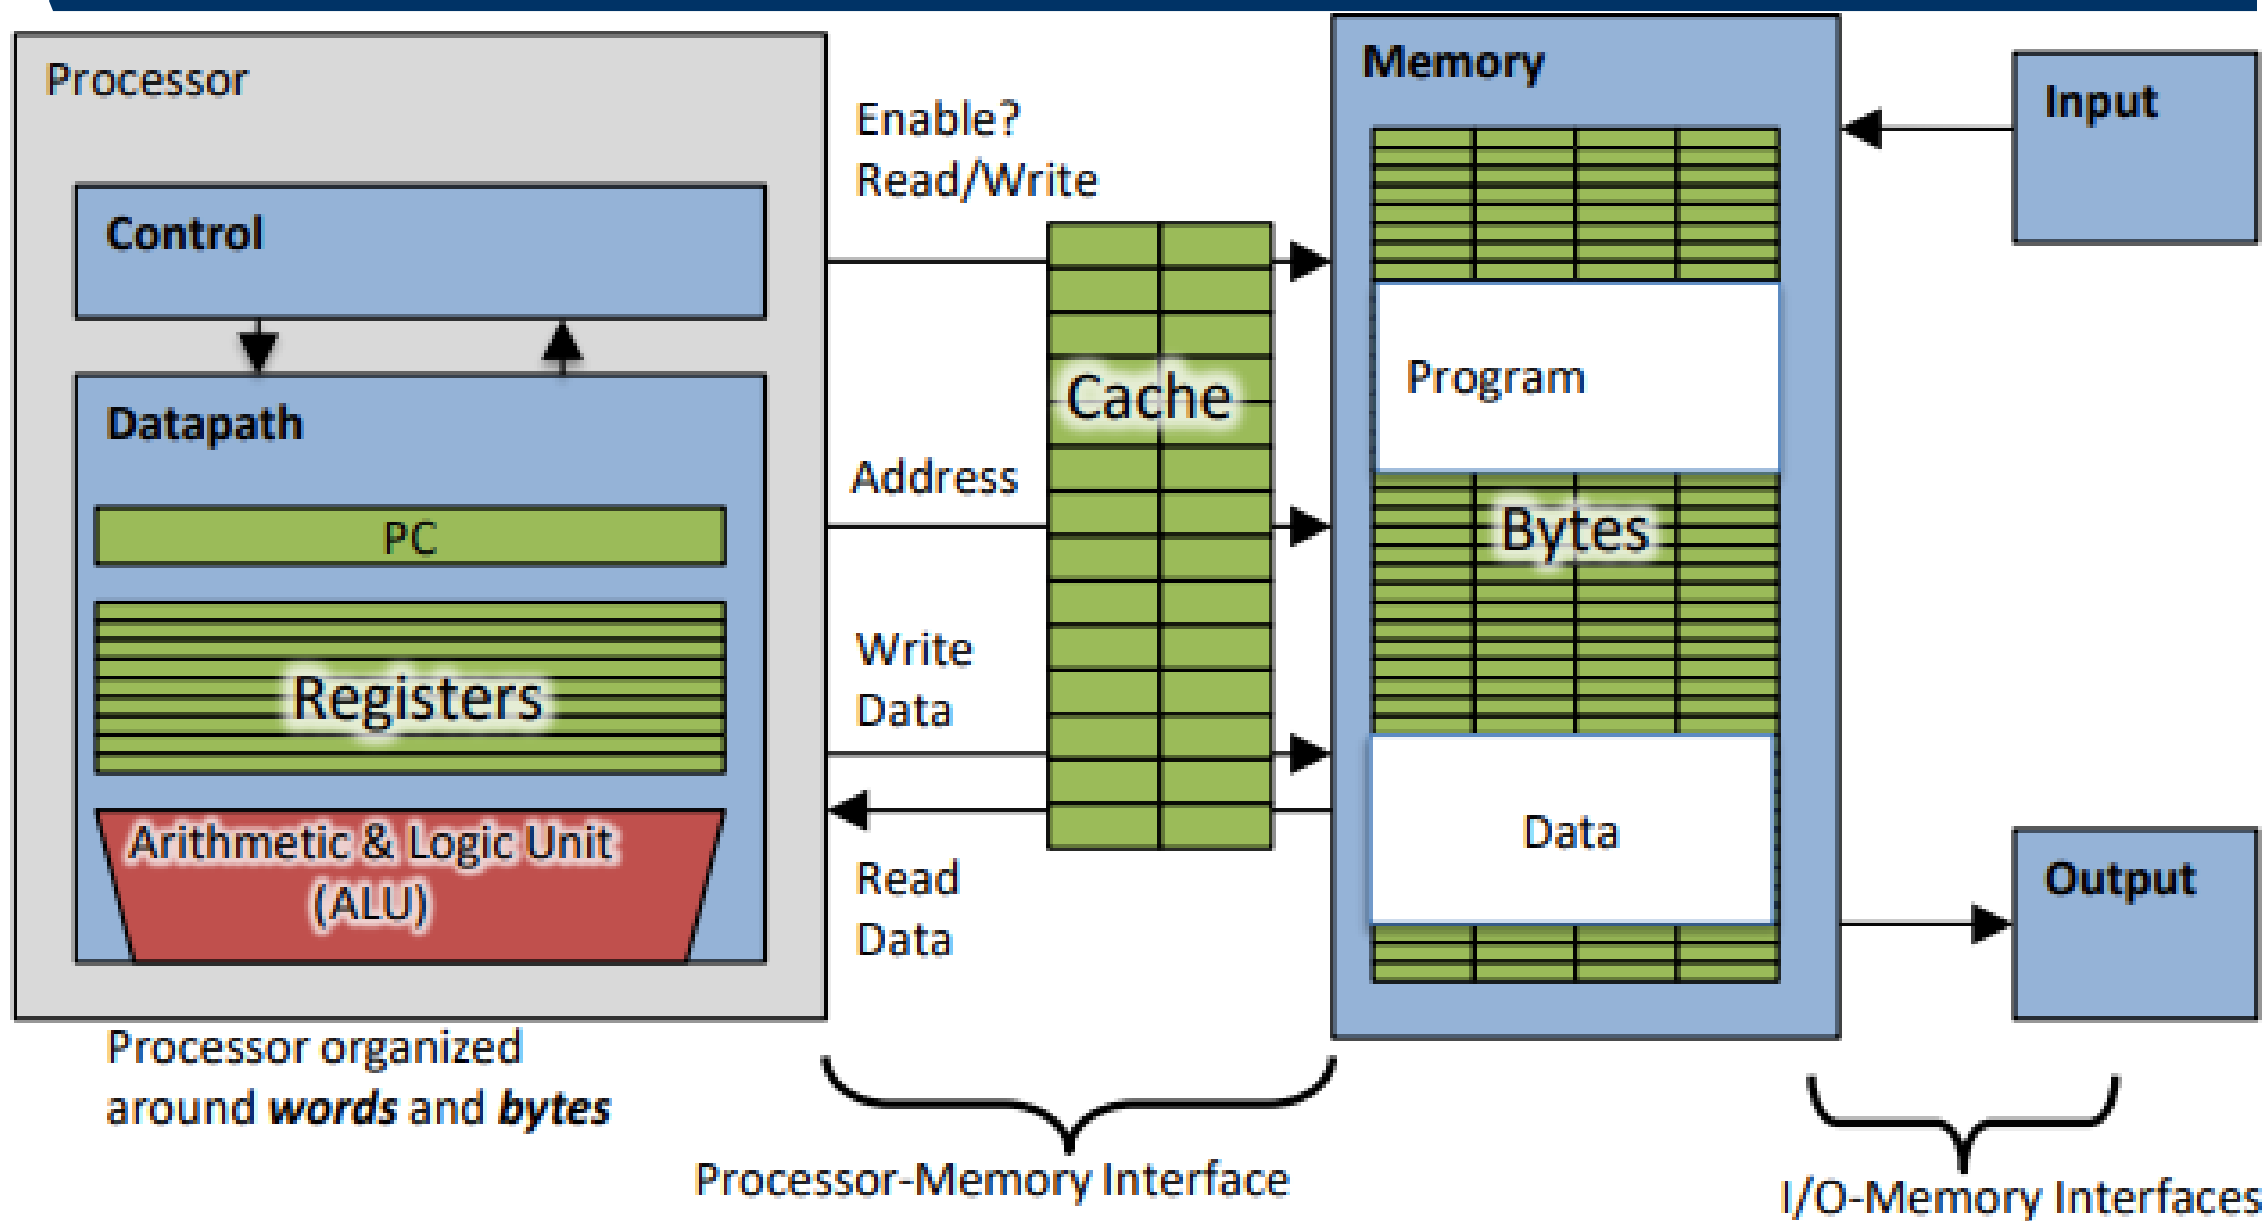 Processor
Control
Datapath
PC
Registers
Arithmetic & Logic Unit
(ALU)
Processor organized
around words and bytes
Enable?
Read/Write
Address
Write
Data
Read
Data
Cache
Processor-Memory Interface
Memory
Program
Bytes
Data
Input
Output
I/O-Memory Interfaces